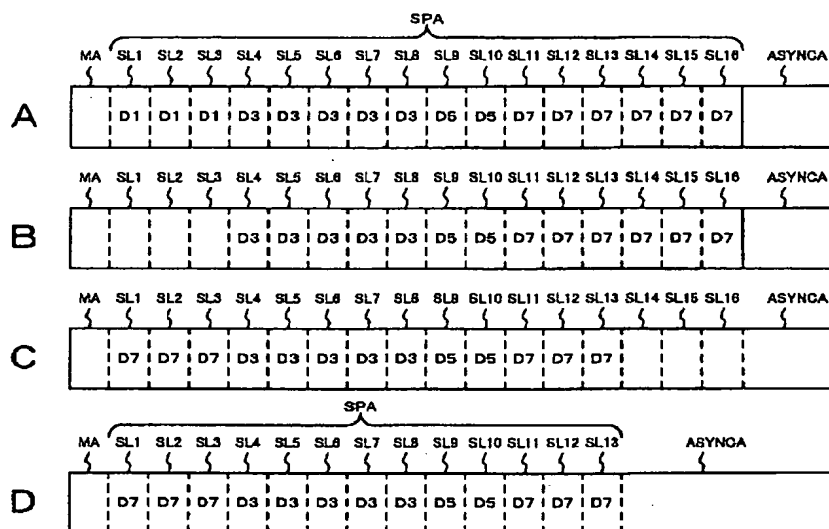 SPA
MA SL1 SL2 SL3 SL4 SL5 SL6 SL7 SL8 SL9 SL10 SL11 SL12 SL13 SL14 SL15 SL16 ASYNCA
A D1 D1 D1 D3 D3 D3 D3 D3 D5 D5 D7 D7 D7 D7 D7 D7
MA SL1 SL2 SL3 SL4 SL5 SL6 SL7 SL8 SL9 SL10 SL11 SL12 SL13 SL14 SL15 SL16 ASYNCA
B D3 D3 D3 D3 D3 D5 D5 D7 D7 D7 D7 D7 D7
MA SL1 SL2 SL3 SL4 SL5 SL6 SL7 SL8 SL9 SL10 SL11 SL12 SL13 SL14 SL15 SL16 ASYNCA
C D7 D7 D7 D3 D3 D3 D3 D3 D5 D5 D7 D7 D7
SPA
MA SL1 SL2 SL3 SL4 SL5 SL6 SL7 SL8 SL9 SL10 SL11 SL12 SL13 ASYNCA
D D7 D7 D7 D3 D3 D3 D3 D3 D5 D5 D7 D7 D7